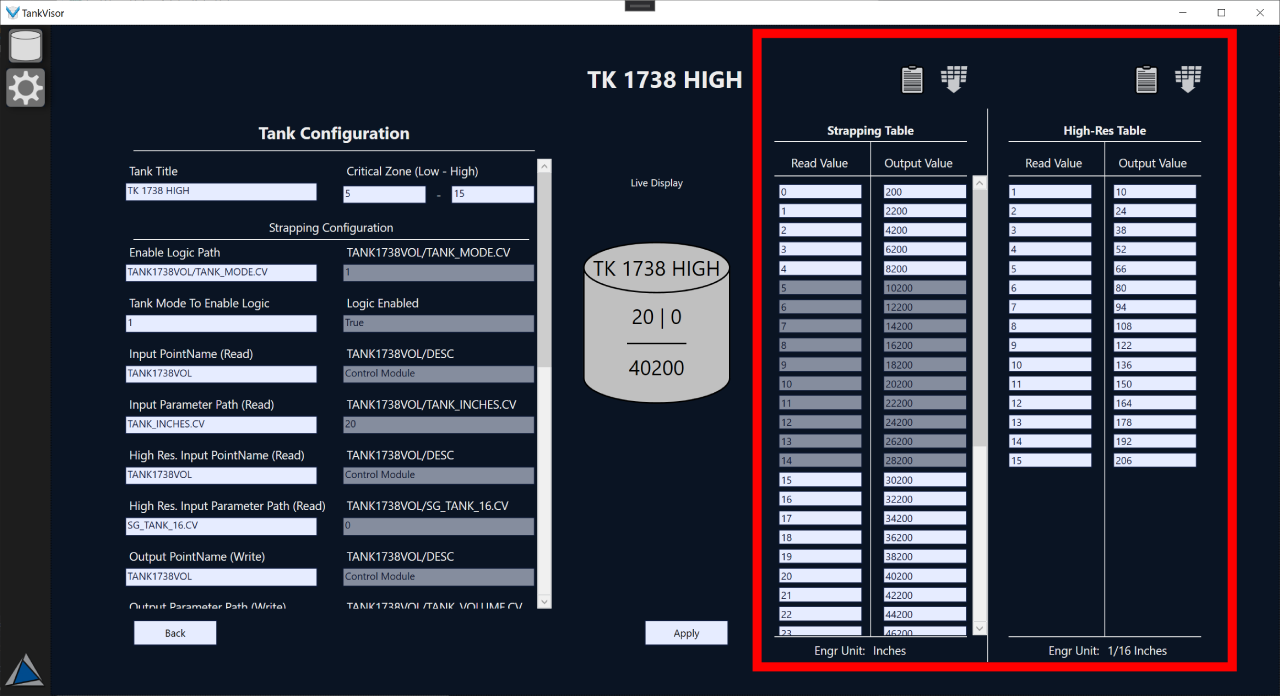 TankVisor
TK 1738 HIGH
Tank Configuration
Tank Title Critical Zone (Low - High)
TK 1738 HIGH 5 - 15
Strapping Configuration
Enable Logic Path TANK1738VOL/TANK_MODE.CV
TANK1738VOL/TANK_MODE.CV 1
Tank Mode To Enable Logic Logic Enabled
1 True
Input PointName (Read) TANK1738VOL/DESC
TANK1738VOL Control Module
Input Parameter Path (Read) TANK1738VOL/TANK_INCHES.CV
TANK_INCHES.CV 20
High Res. Input PointName (Read) TANK1738VOL/DESC
TANK1738VOL Control Module
High Res. Input Parameter Path (Read) TANK1738VOL/SG_TANK_16.CV
SG_TANK_16.CV 0
Output PointName (Write) TANK1738VOL/DESC
TANK1738VOL Control Module
Output Parameter Path (Write) TANK1738VOL/TANK_VOLUME.CV
Back
Live Display
TK 1738 HIGH
20 | 0
40200
Apply
Strapping Table
Read Value Output Value
0 200
1 2200
2 4200
3 6200
4 8200
5 10200
6 12200
7 14200
8 16200
9 18200
10 20200
11 22200
12 24200
13 26200
14 28200
15 30200
16 32200
17 34200
18 36200
19 38200
20 40200
21 42200
22 44200
23 46200
Engr Unit: Inches
High-Res Table
Read Value Output Value
1 10
2 24
3 38
4 52
5 66
6 80
7 94
8 108
9 122
10 136
11 150
12 164
13 178
14 192
15 206
Engr Unit: 1/16 Inches